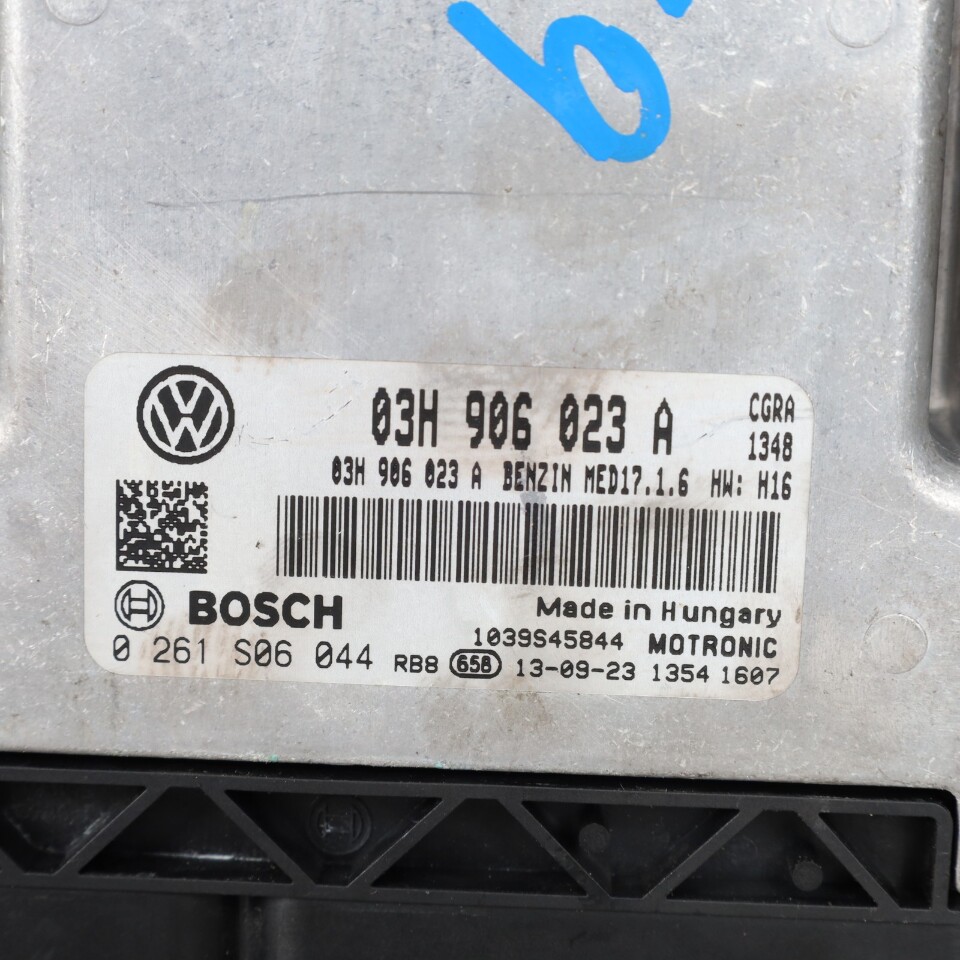 03H 906 023 A CGRA
1348
03H 906 023 A BENZIN MED17.1.6 HW: H16
BOSCH Made in Hungary
1039S45844 MOTRONIC
0 261 S06 044 RB8 658 13-09-23 1354 1607